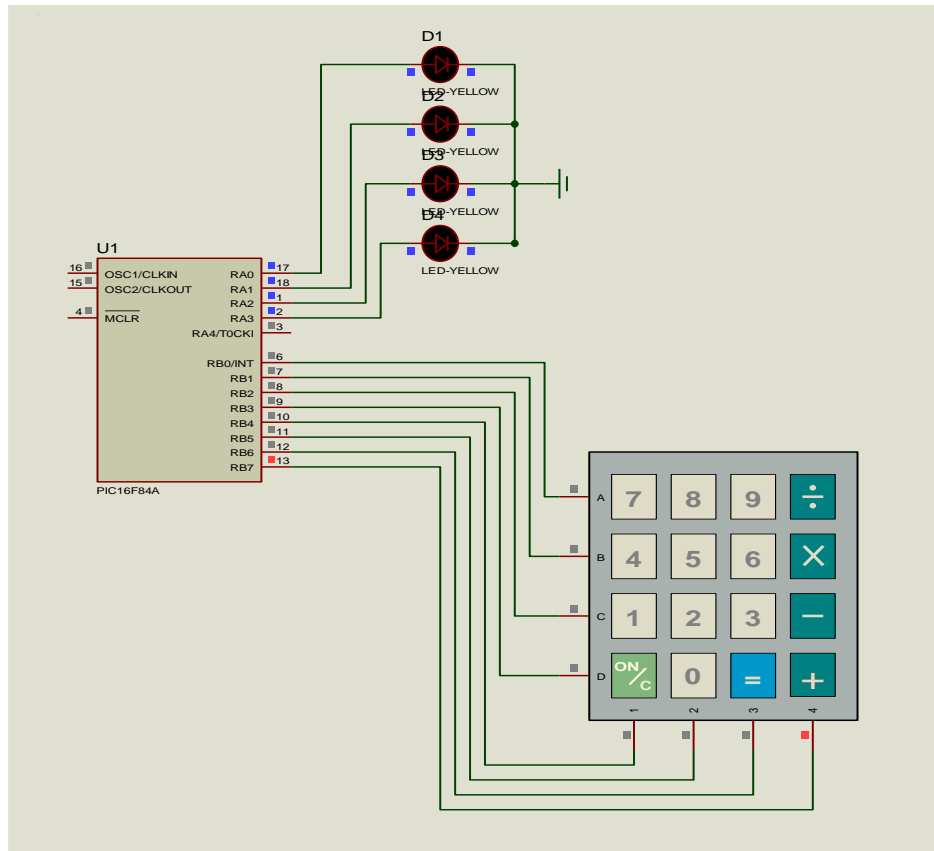 D1
LED-YELLOW
D2
LED-YELLOW
D3
LED-YELLOW
D4
LED-YELLOW
U1
16 OSC1/CLKIN RA0 17
15 OSC2/CLKOUT RA1 18
RA2 1
4 MCLR RA3 2
RA4/T0CKI 3
RB0/INT 6
RB1 7
RB2 8
RB3 9
RB4 10
RB5 11
RB6 12
RB7 13
PIC16F84A
A 7 8 9 ÷
B 4 5 6 ×
C 1 2 3 −
D ON/C 0 = +
1 2 3 4